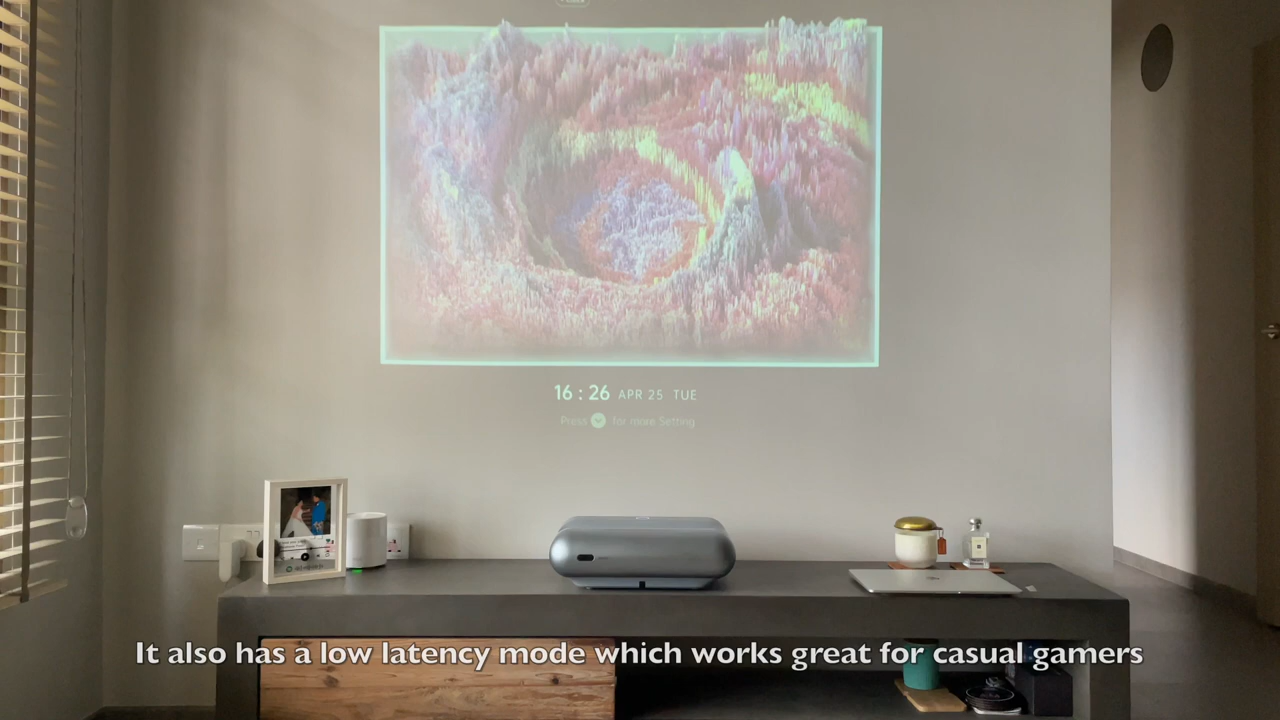 16 : 26 APR 25 TUE
Press for more Setting
It also has a low latency mode which works great for casual gamers